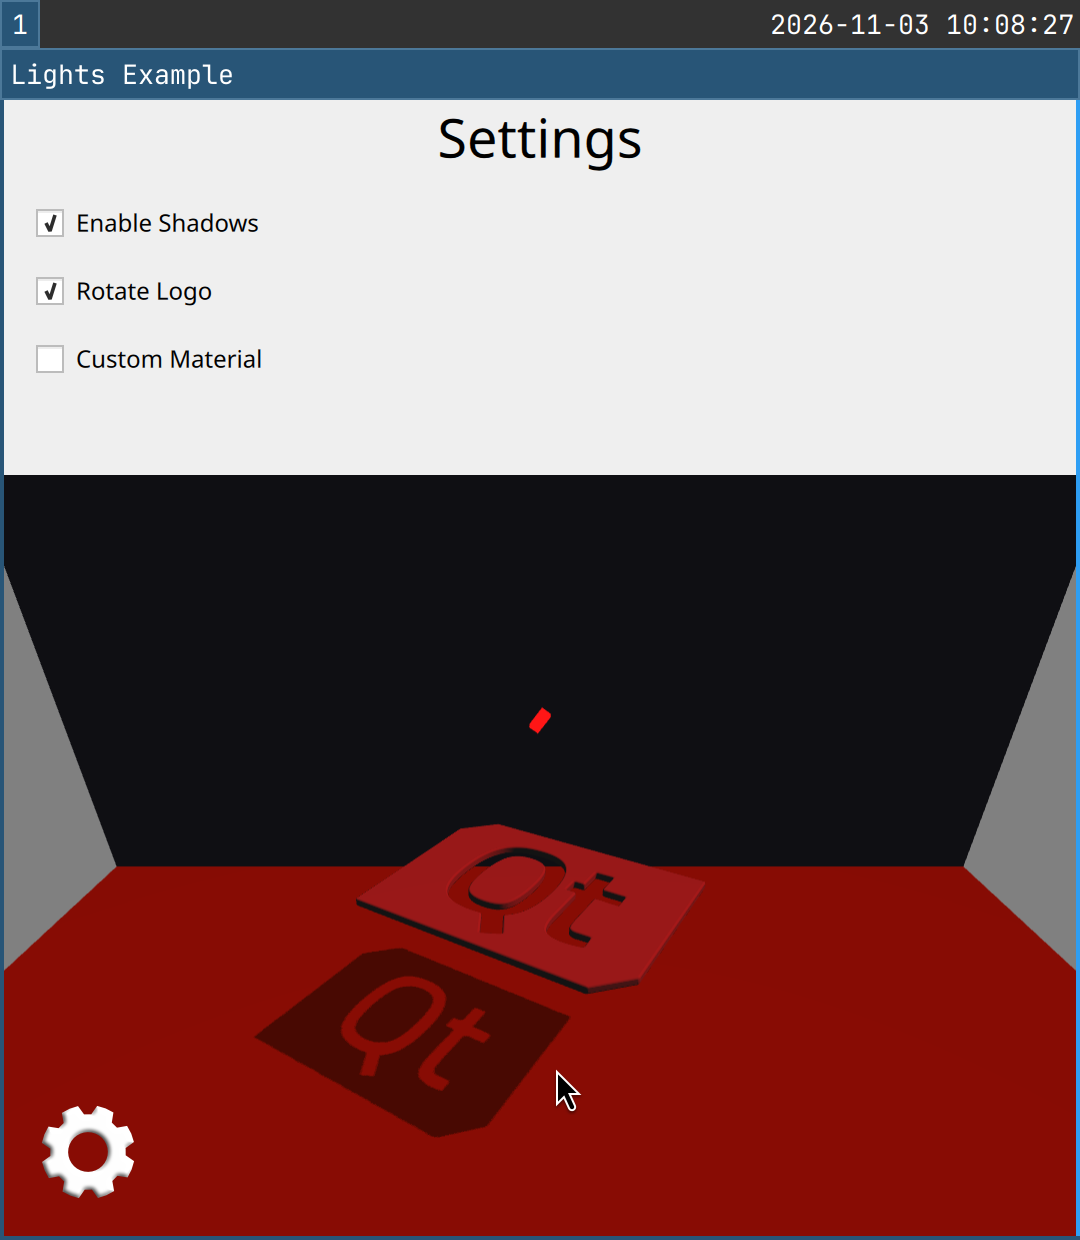 1 2026-11-03 10:08:27
Lights Example
Settings
Enable Shadows
Rotate Logo
Custom Material
Qt
Qt